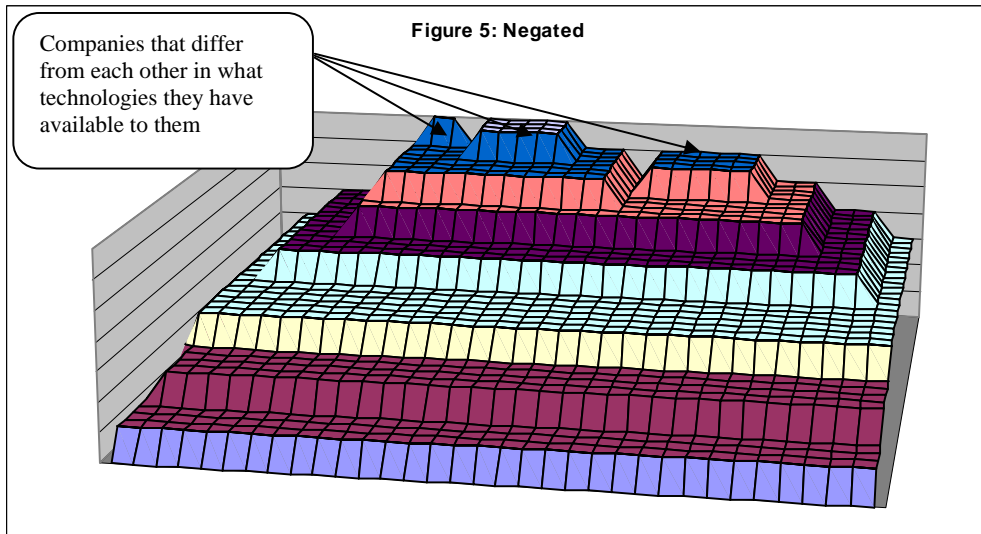 Figure 5: Negated
Companies that differ
from each other in what
technologies they have
available to them